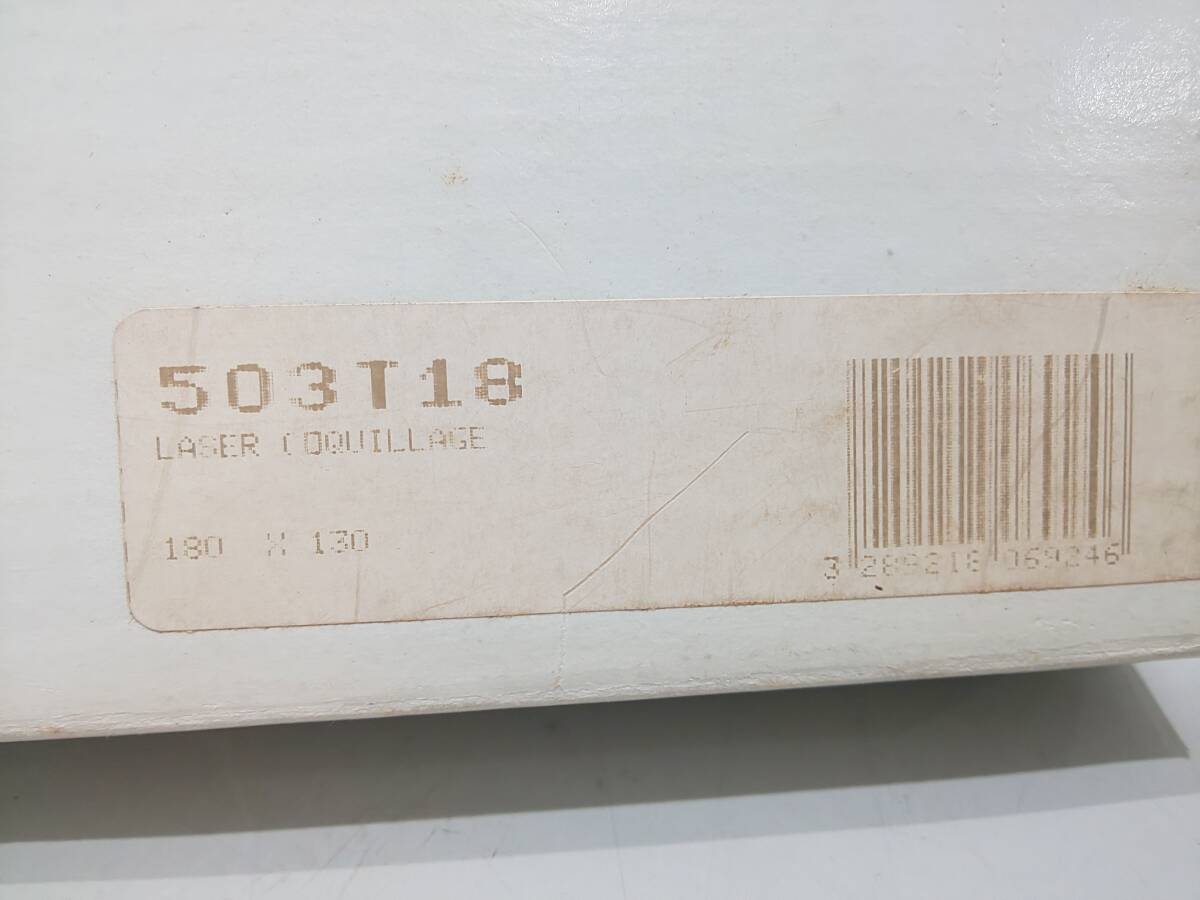 503T18
LASER COQUILLAGE
180 X 130
3 289218 069246